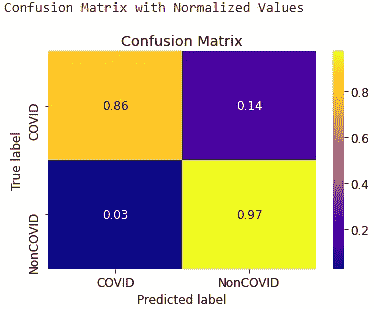 Confusion Matrix with Normalized Values
Confusion Matrix
True label
COVID
NonCOVID
0.86
0.14
0.03
0.97
COVID
NonCOVID
Predicted label
0.8
0.6
0.4
0.2